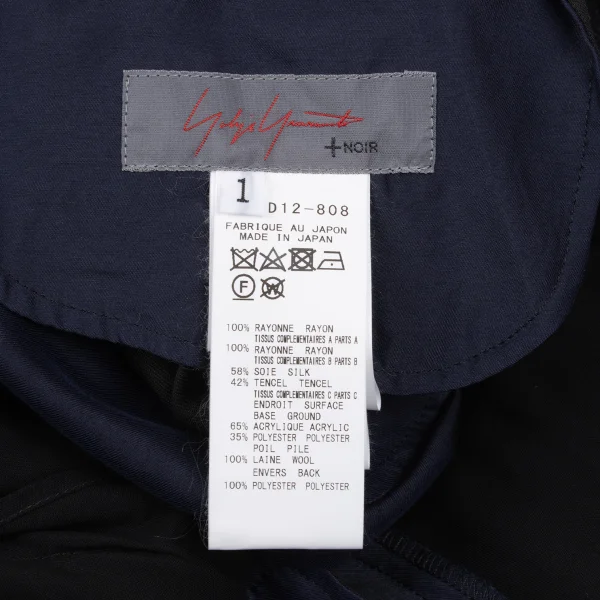 Yohji Yamamoto
+NOIR
1
D12-808
FABRIQUE AU JAPON
MADE IN JAPAN
F W
100% RAYONNE RAYON
TISSUS COMPLEMENTAIRES A PARTS A
100% RAYONNE RAYON
TISSUS COMPLEMENTAIRES B PARTS B
58% SOIE SILK
42% TENCEL TENCEL
TISSUS COMPLEMENTAIRES C PARTS C
ENDROIT SURFACE
BASE GROUND
65% ACRYLIQUE ACRYLIC
35% POLYESTER POLYESTER
POIL PILE
100% LAINE WOOL
ENVERS BACK
100% POLYESTER POLYESTER